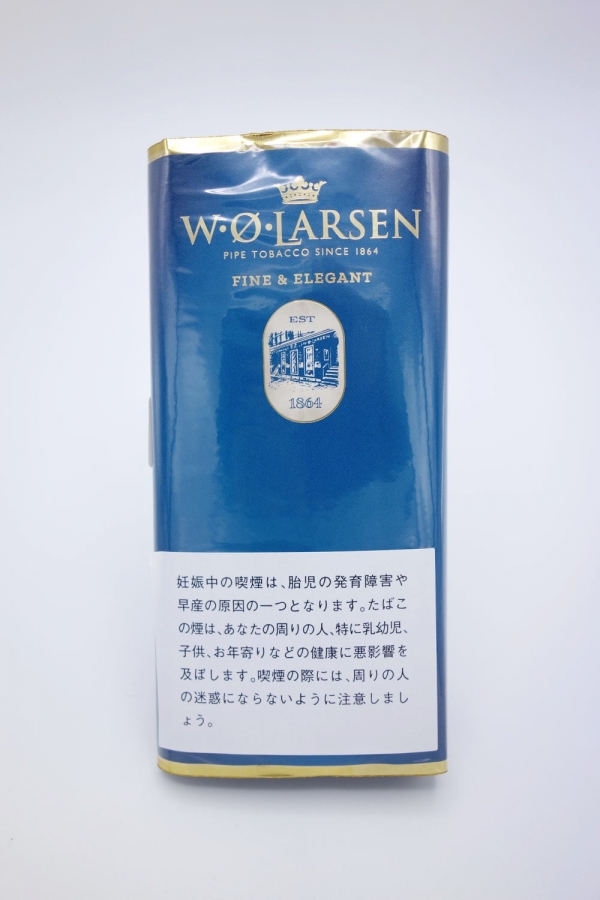 W·Ø·LARSEN
PIPE TOBACCO SINCE 1864
FINE & ELEGANT
EST
W.Ø.LARSEN
1864
妊娠中の喫煙は、胎児の発育障害や
早産の原因の一つとなります。たばこ
の煙は、あなたの周りの人、特に乳幼児、
子供、お年寄りなどの健康に悪影響を
及ぼします。喫煙の際には、周りの人
の迷惑にならないように注意しまし
ょう。